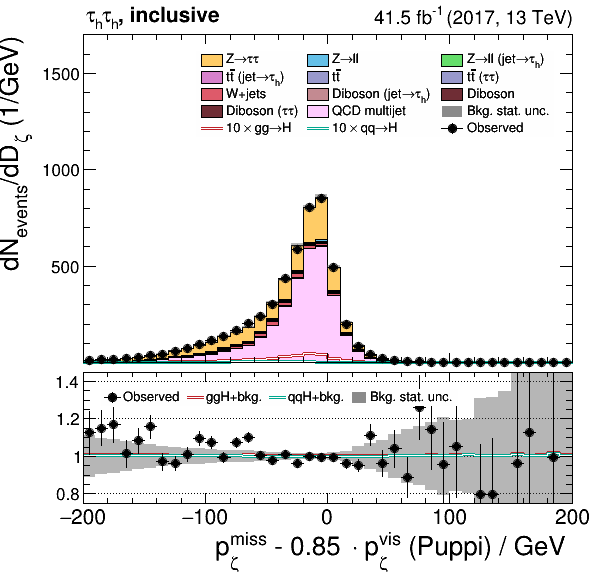 τhτh, inclusive
41.5 fb⁻¹ (2017, 13 TeV)
dNevents/dDζ (1/GeV)
1500
1000
500
Z→ττ Z→ll Z→ll (jet→τh)
tt̄ (jet→τh) tt̄ tt̄ (ττ)
W+jets Diboson (jet→τh) Diboson
Diboson (ττ) QCD multijet Bkg. stat. unc.
10 × gg→H 10 × qq→H Observed
1.4
1.2
1
0.8
Observed ggH+bkg. qqH+bkg. Bkg. stat. unc.
−200 −100 0 100 200
pζmiss - 0.85 · pζvis (Puppi) / GeV